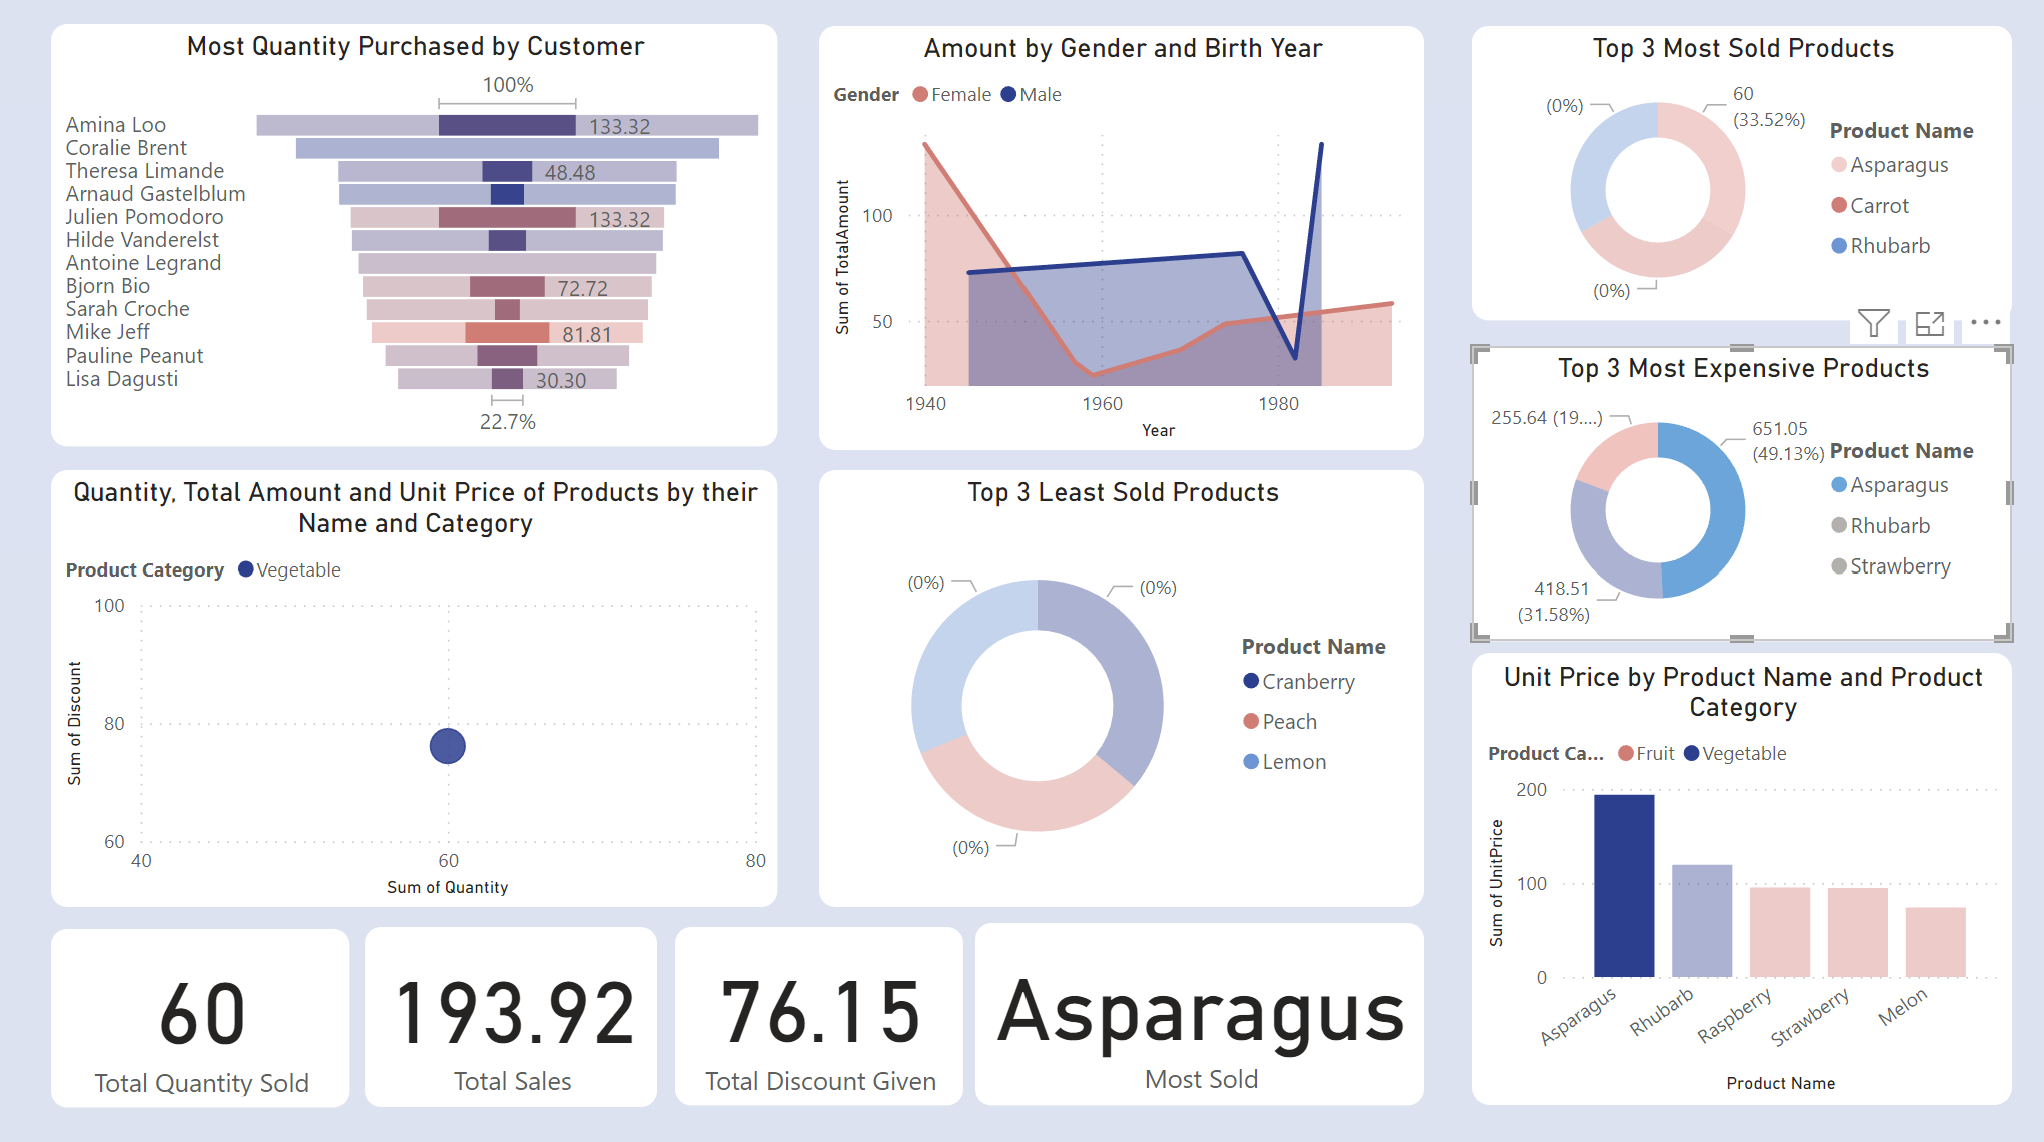 Most Quantity Purchased by Customer
100%
Amina Loo
133.32
Coralie Brent
Theresa Limande
48.48
Arnaud Gastelblum
Julien Pomodoro
133.32
Hilde Vanderelst
Antoine Legrand
Bjorn Bio
72.72
Sarah Croche
Mike Jeff
81.81
Pauline Peanut
Lisa Dagusti
30.30
22.7%
Amount by Gender and Birth Year
Gender
Female
Male
Sum of TotalAmount
100
50
1940
1960
1980
Year
Top 3 Most Sold Products
(0%)
60
(33.52%)
(0%)
Product Name
Asparagus
Carrot
Rhubarb
Top 3 Most Expensive Products
255.64 (19....)
651.05
(49.13%)
418.51
(31.58%)
Product Name
Asparagus
Rhubarb
Strawberry
Quantity, Total Amount and Unit Price of Products by their
Name and Category
Product Category
Vegetable
Sum of Discount
100
80
60
40
60
80
Sum of Quantity
Top 3 Least Sold Products
(0%)
(0%)
(0%)
Product Name
Cranberry
Peach
Lemon
Unit Price by Product Name and Product
Category
Product Ca...
Fruit
Vegetable
Sum of UnitPrice
200
100
0
Asparagus
Rhubarb
Raspberry
Strawberry
Melon
Product Name
60
Total Quantity Sold
193.92
Total Sales
76.15
Total Discount Given
Asparagus
Most Sold